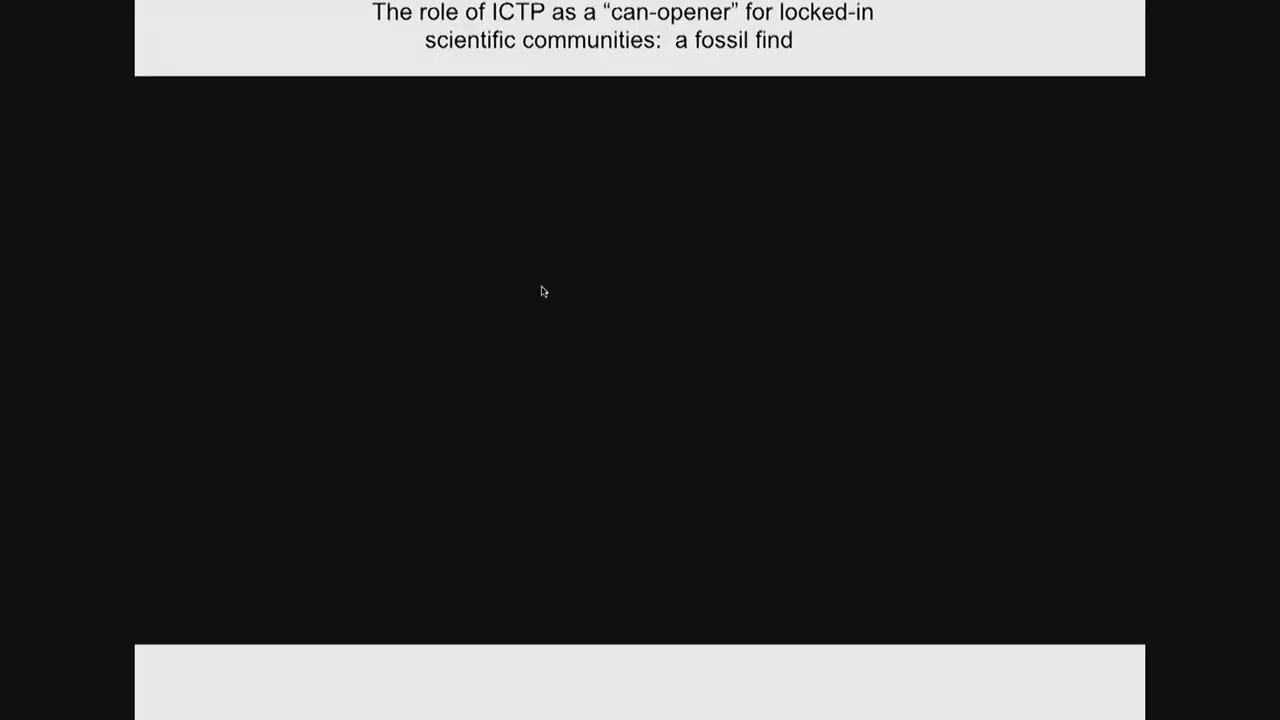 The role of ICTP as a “can-opener” for locked-in
scientific communities:  a fossil find